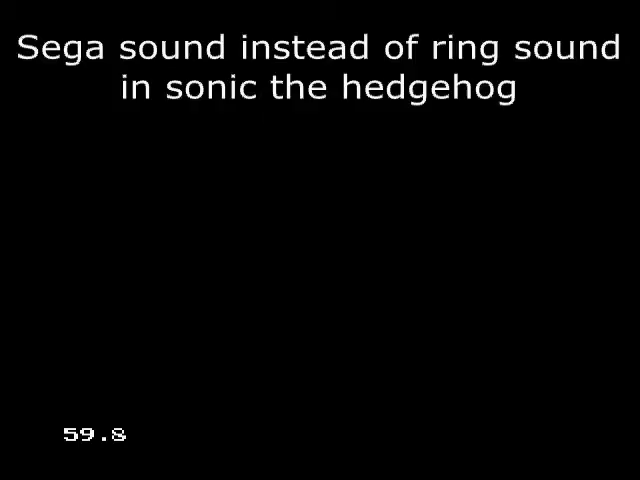 Sega sound instead of ring sound
in sonic the hedgehog
59.8